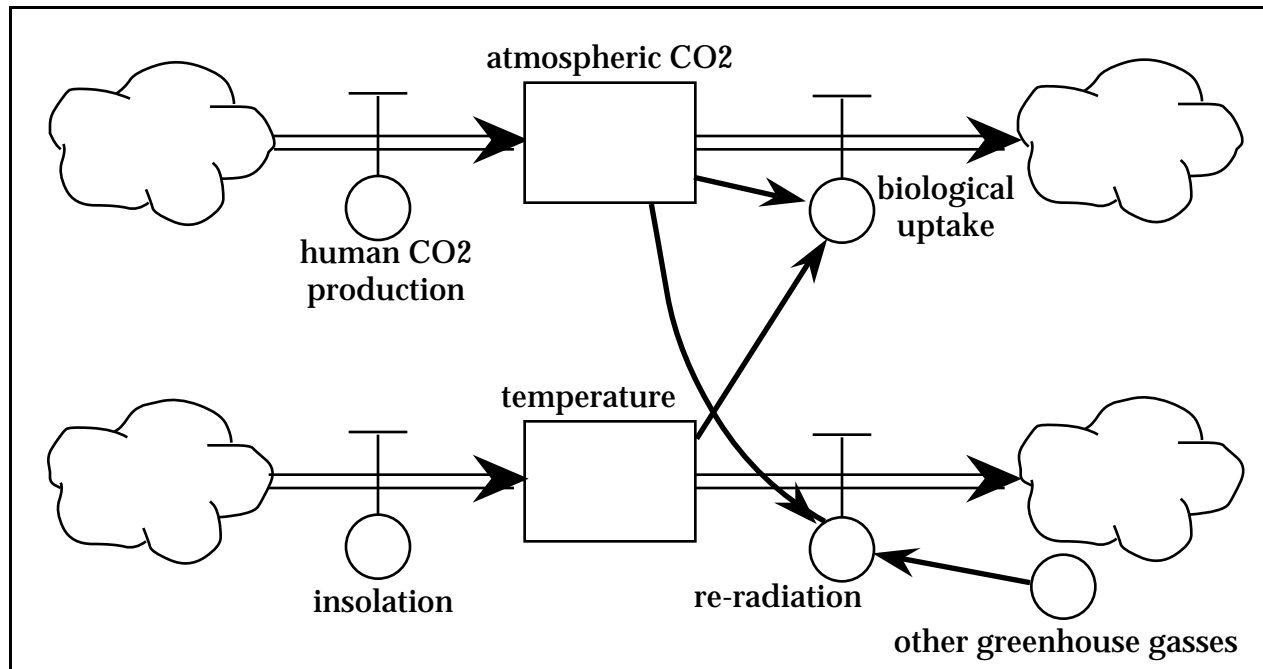 atmospheric CO2
biological
uptake
human CO2
production
temperature
insolation
re-radiation
other greenhouse gasses